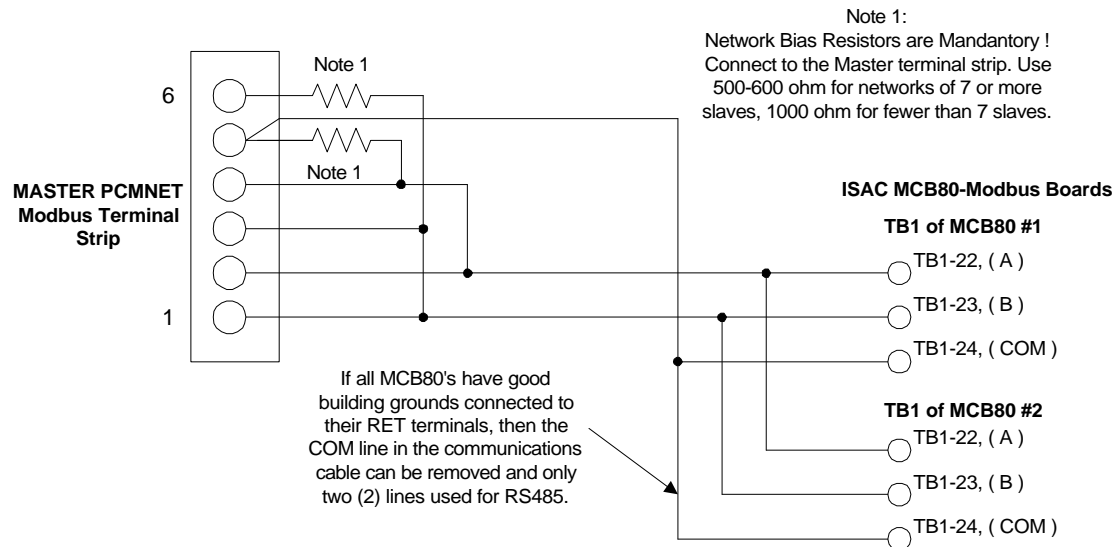 Note 1:
Network Bias Resistors are Mandantory !
Connect to the Master terminal strip. Use
500-600 ohm for networks of 7 or more
slaves, 1000 ohm for fewer than 7 slaves.
Note 1
6
Note 1
MASTER PCMNET
Modbus Terminal
Strip
1
ISAC MCB80-Modbus Boards
TB1 of MCB80 #1
TB1-22, ( A )
TB1-23, ( B )
TB1-24, ( COM )
If all MCB80's have good
building grounds connected to
their RET terminals, then the
COM line in the communications
cable can be removed and only
two (2) lines used for RS485.
TB1 of MCB80 #2
TB1-22, ( A )
TB1-23, ( B )
TB1-24, ( COM )